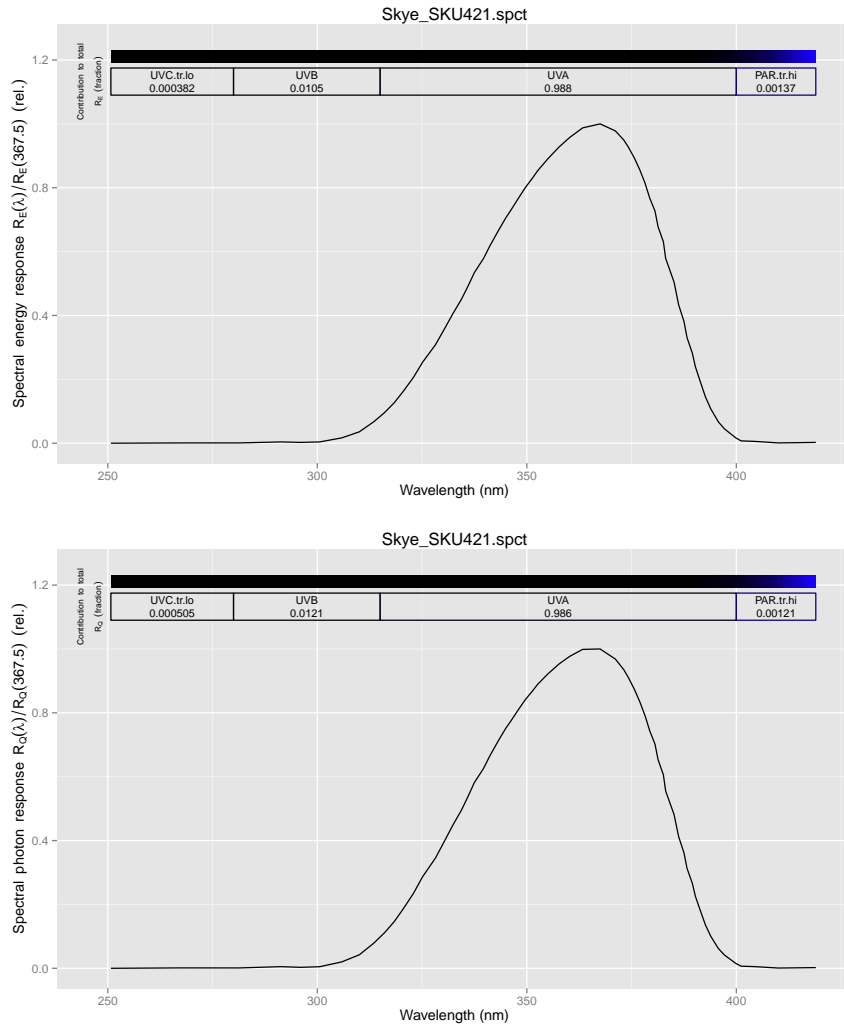 Skye_SKU421.spct
Contribution to total
R_E (fraction)
UVC.tr.lo UVB UVA PAR.tr.hi
0.000382 0.0105 0.988 0.00137
Spectral energy response R_E(λ)/R_E(367.5) (rel.)
1.2
0.8
0.4
0.0
250 300 350 400
Wavelength (nm)
Skye_SKU421.spct
Contribution to total
R_Q (fraction)
UVC.tr.lo UVB UVA PAR.tr.hi
0.000505 0.0121 0.986 0.00121
Spectral photon response R_Q(λ)/R_Q(367.5) (rel.)
1.2
0.8
0.4
0.0
250 300 350 400
Wavelength (nm)